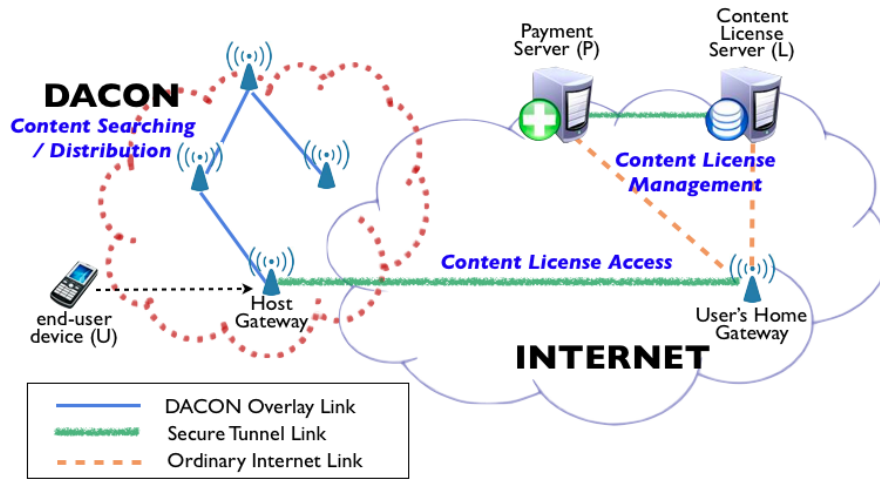 Payment
Server (P)
Content
License
Server (L)
DACON
Content Searching
/ Distribution
Content License
Management
Content License Access
end-user
device (U)
Host
Gateway
User's Home
Gateway
INTERNET
DACON Overlay Link
Secure Tunnel Link
Ordinary Internet Link